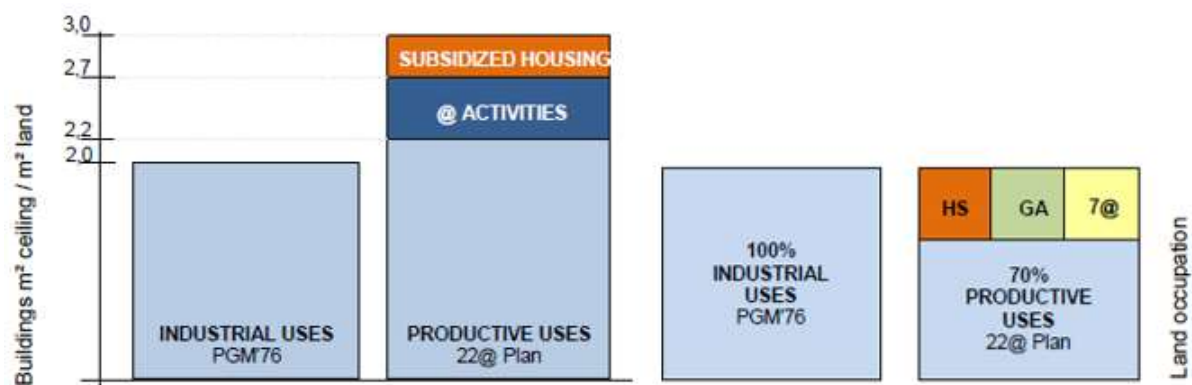 3,0
2,7
2,2
2,0
Buildings m² ceiling / m² land
SUBSIDIZED HOUSING
@ ACTIVITIES
INDUSTRIAL USES
PGM'76
PRODUCTIVE USES
22@ Plan
100%
INDUSTRIAL
USES
PGM'76
HS
GA
7@
70%
PRODUCTIVE
USES
22@ Plan
Land occupation